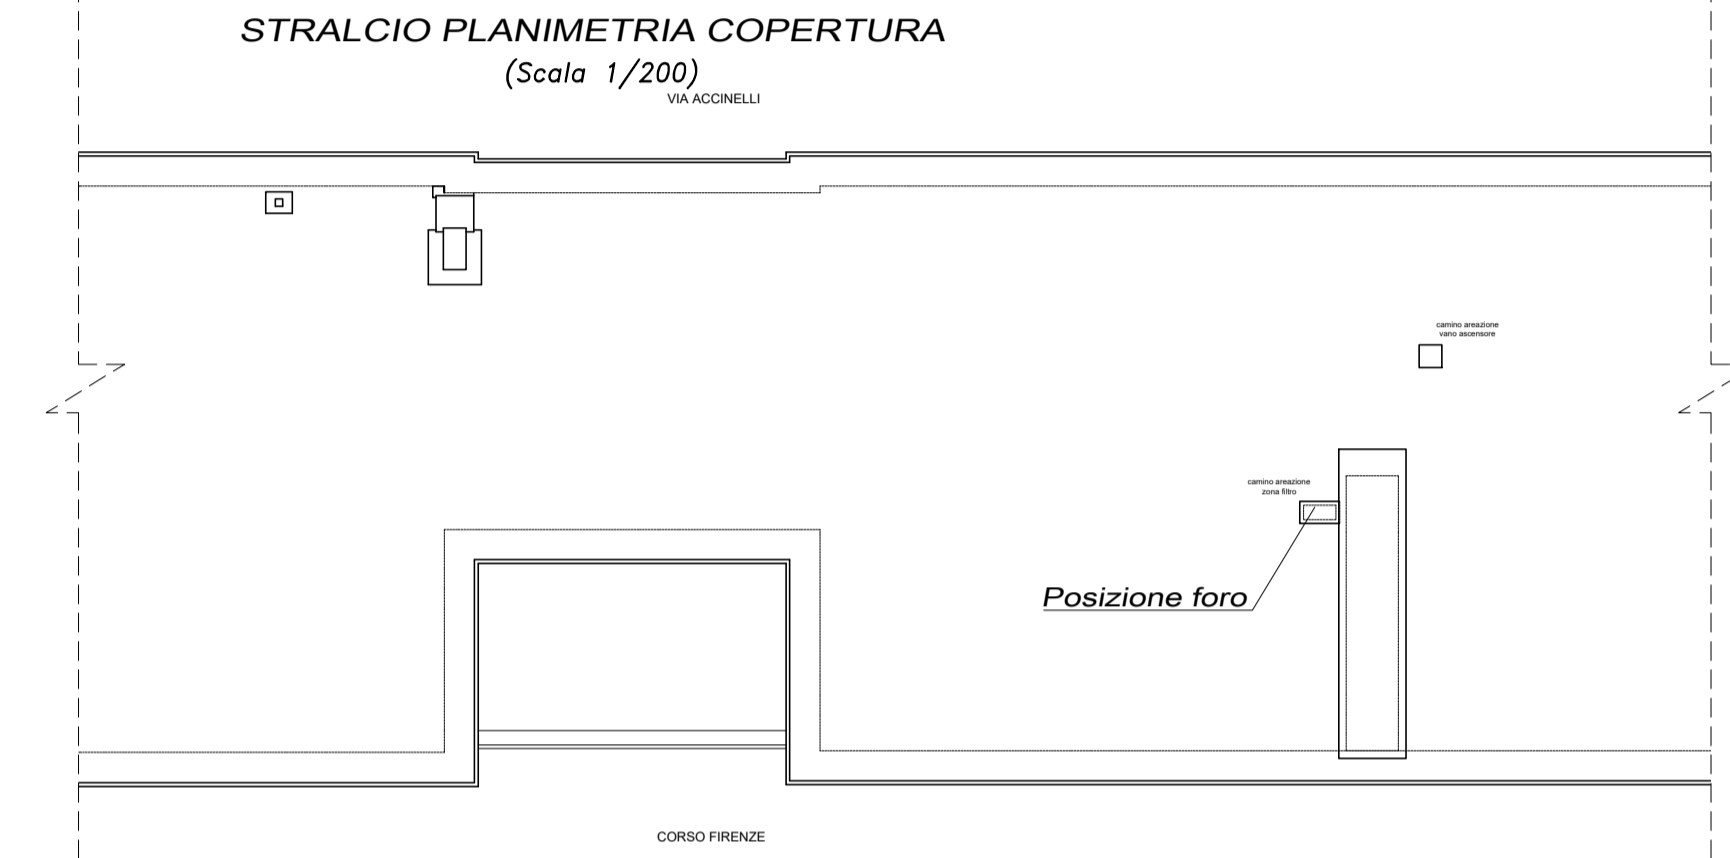 STRALCIO PLANIMETRIA COPERTURA
(Scala 1/200)
VIA ACCINELLI
camino areazione
vano ascensore
camino areazione
zona filtro
Posizione foro
CORSO FIRENZE